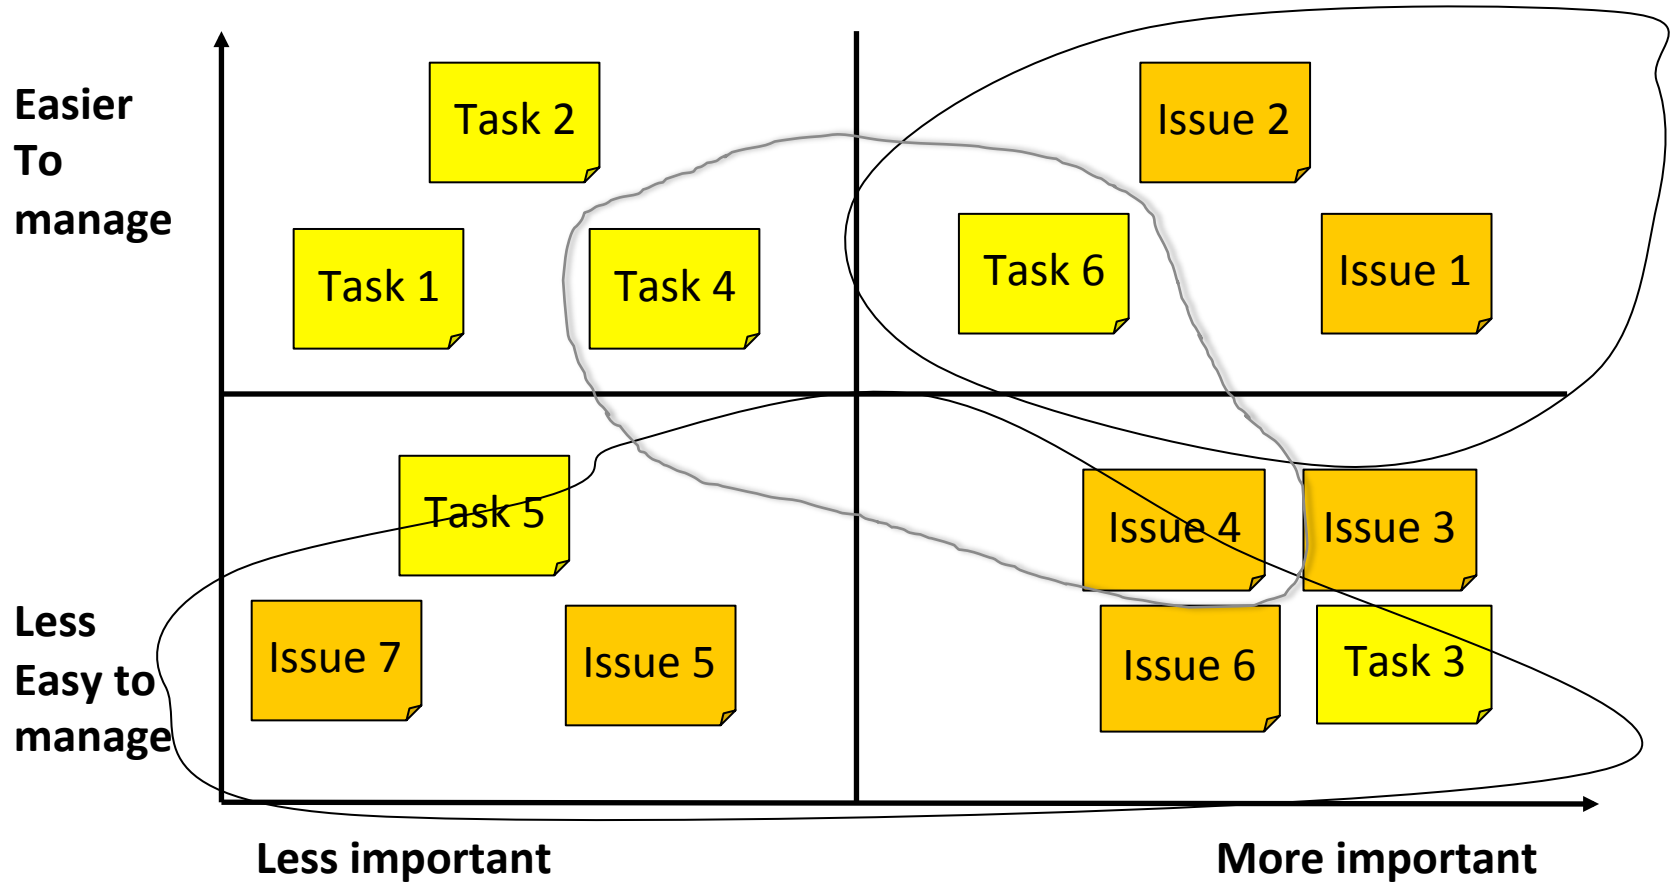 Easier
To
manage
Task 2
Issue 2
Task 1
Task 4
Task 6
Issue 1
Task 5
Issue 4
Issue 3
Less
Easy to
manage
Issue 7
Issue 5
Issue 6
Task 3
Less important
More important